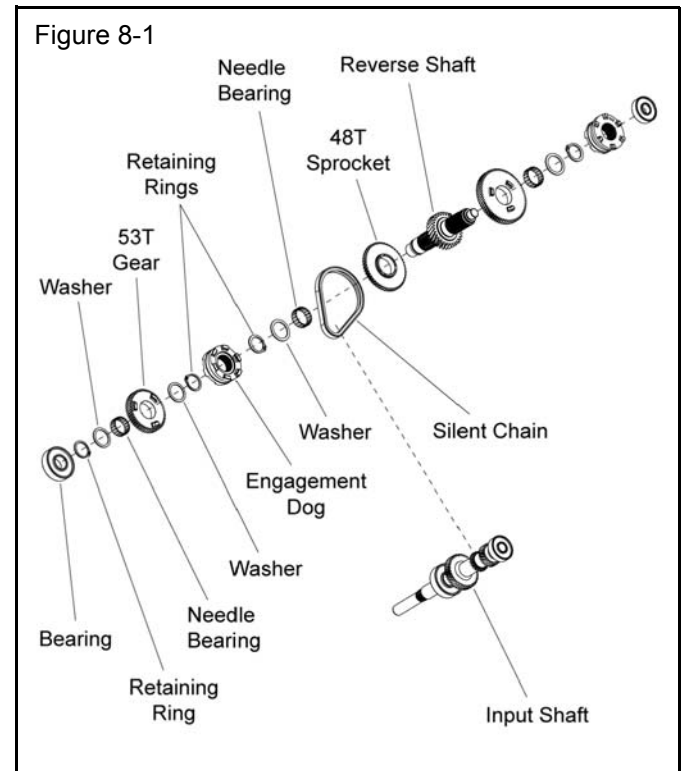 Figure 8-1
Needle
Bearing
Reverse Shaft
48T
Sprocket
Retaining
Rings
53T
Gear
Washer
Washer
Silent Chain
Engagement
Dog
Washer
Needle
Bearing
Bearing
Retaining
Ring
Input Shaft